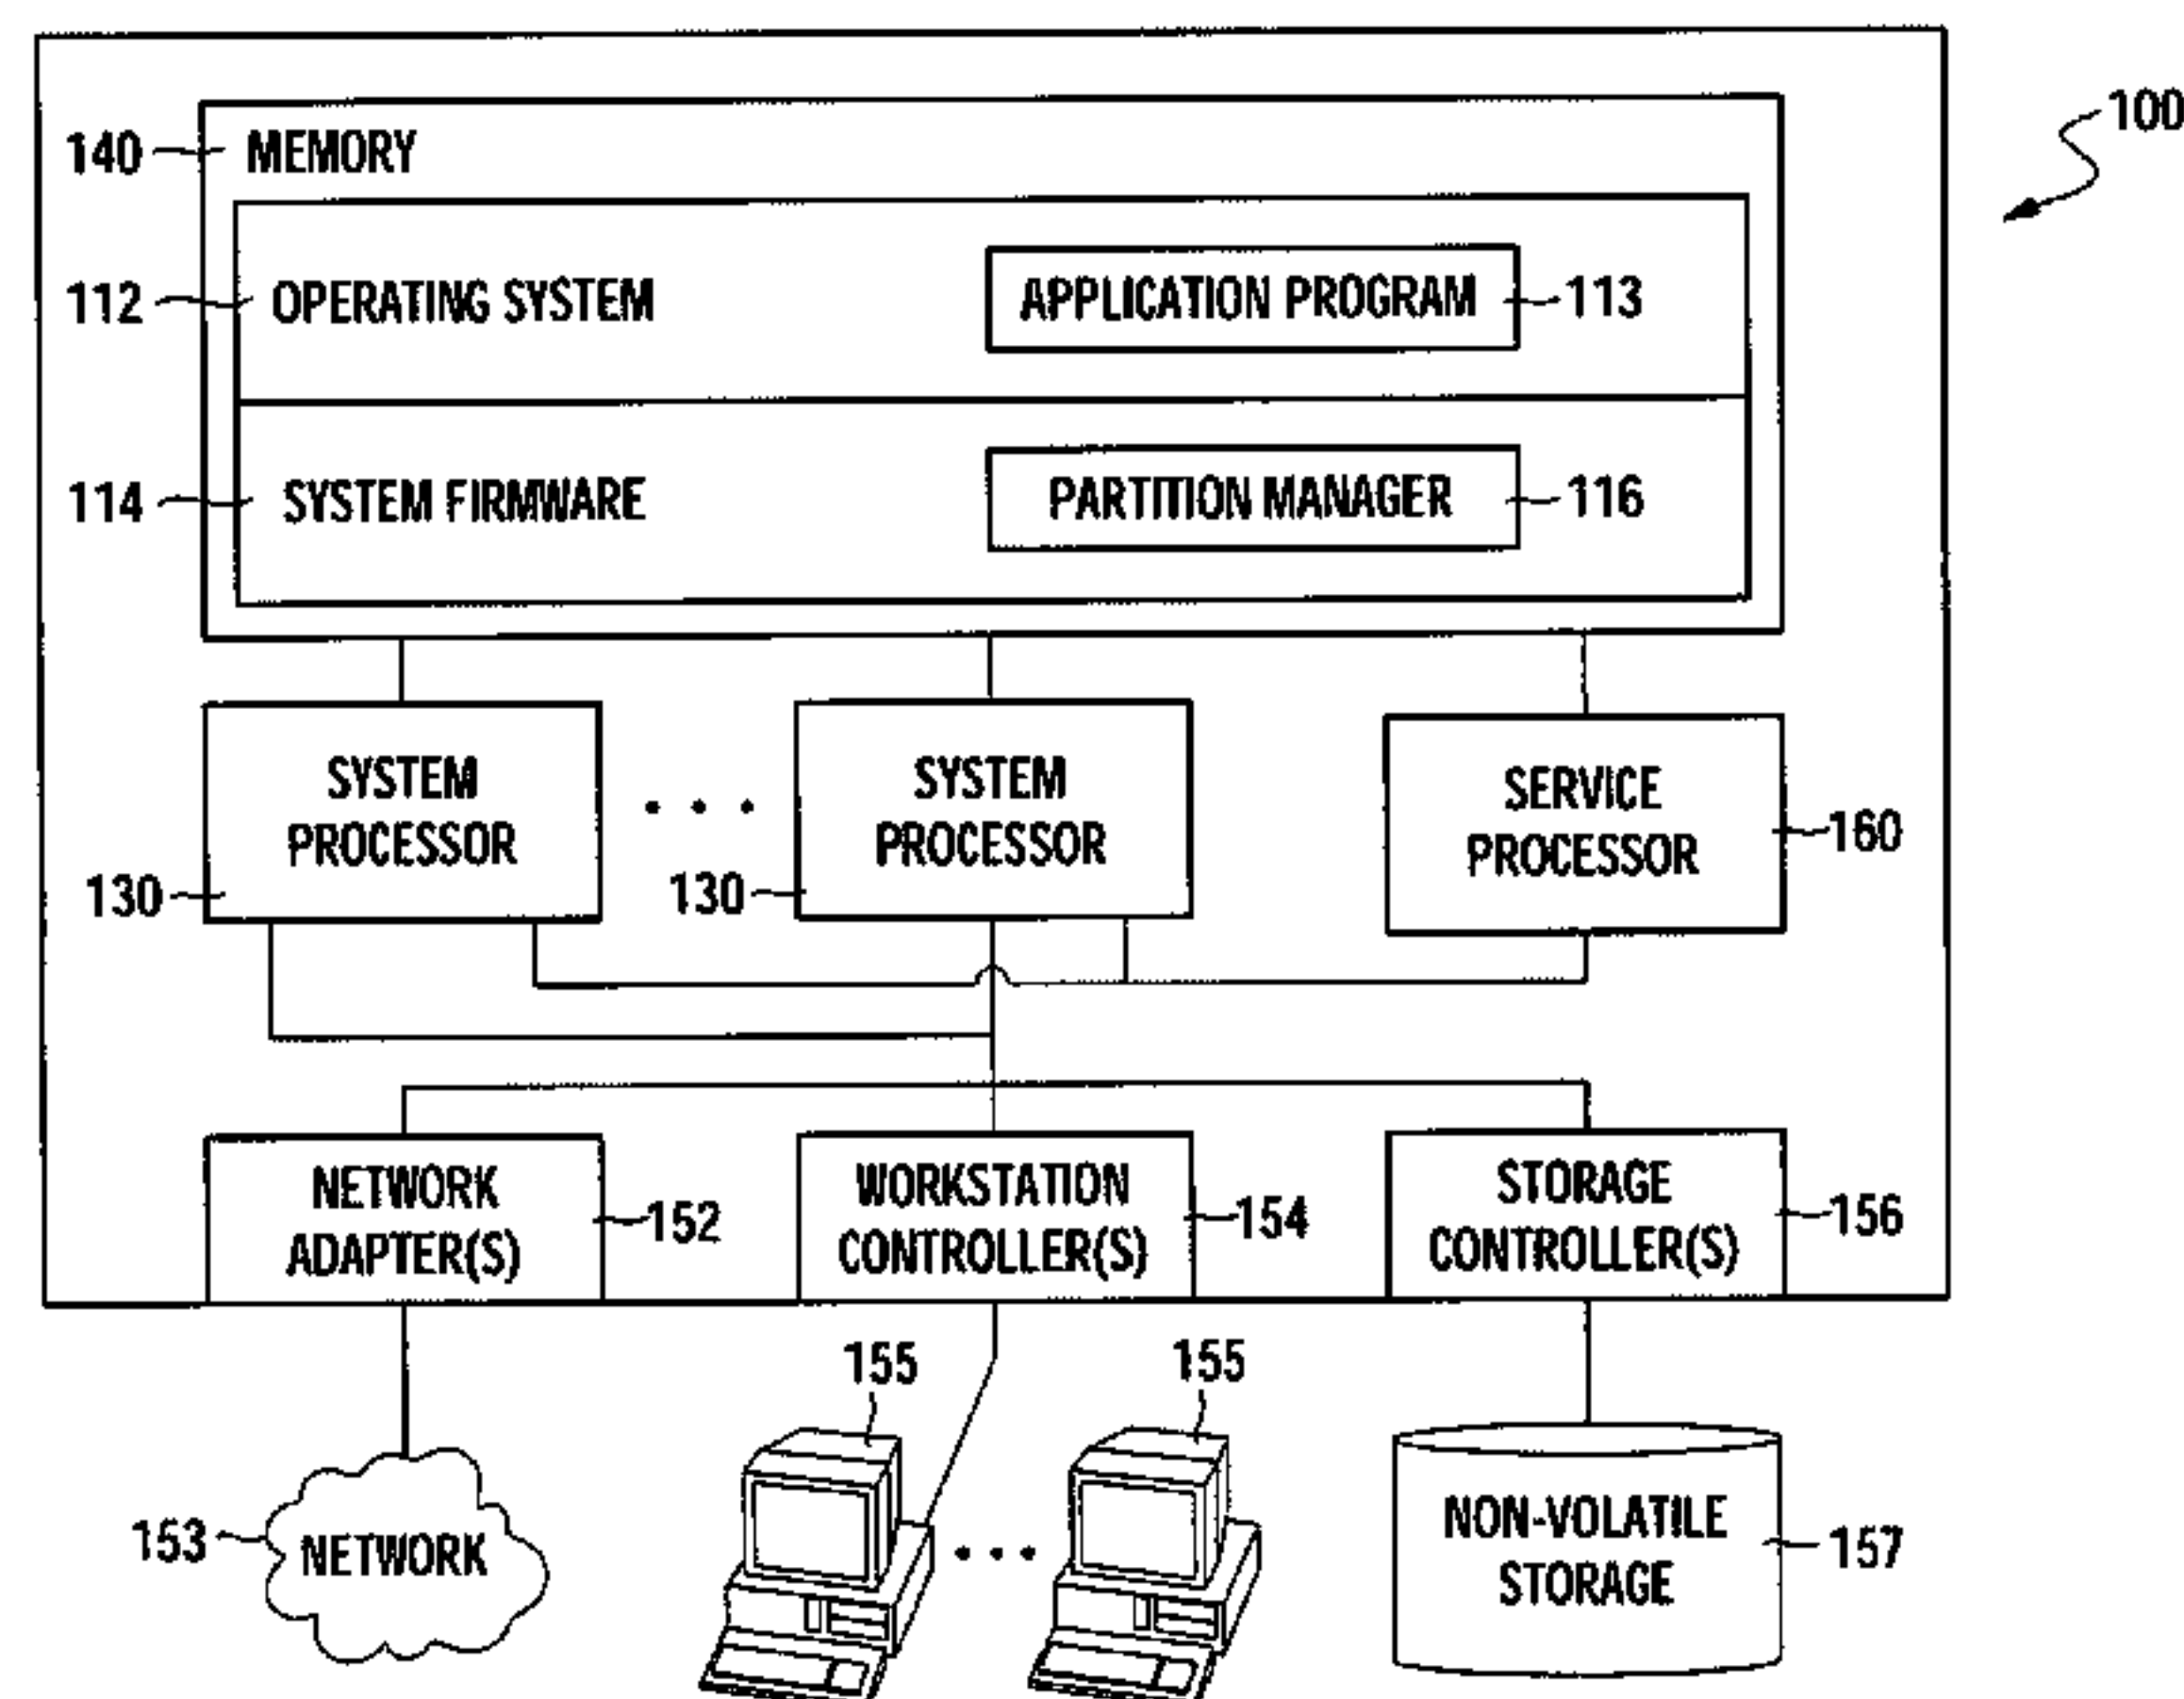 100
140 MEMORY
112 OPERATING SYSTEM APPLICATION PROGRAM 113
114 SYSTEM FIRMWARE PARTITION MANAGER 116
SYSTEM
PROCESSOR
130
SYSTEM
PROCESSOR
130
SERVICE
PROCESSOR
160
NETWORK
ADAPTER(S)
152
WORKSTATION
CONTROLLER(S)
154
STORAGE
CONTROLLER(S)
156
155
155
153 NETWORK
NON-VOLATILE
STORAGE
157